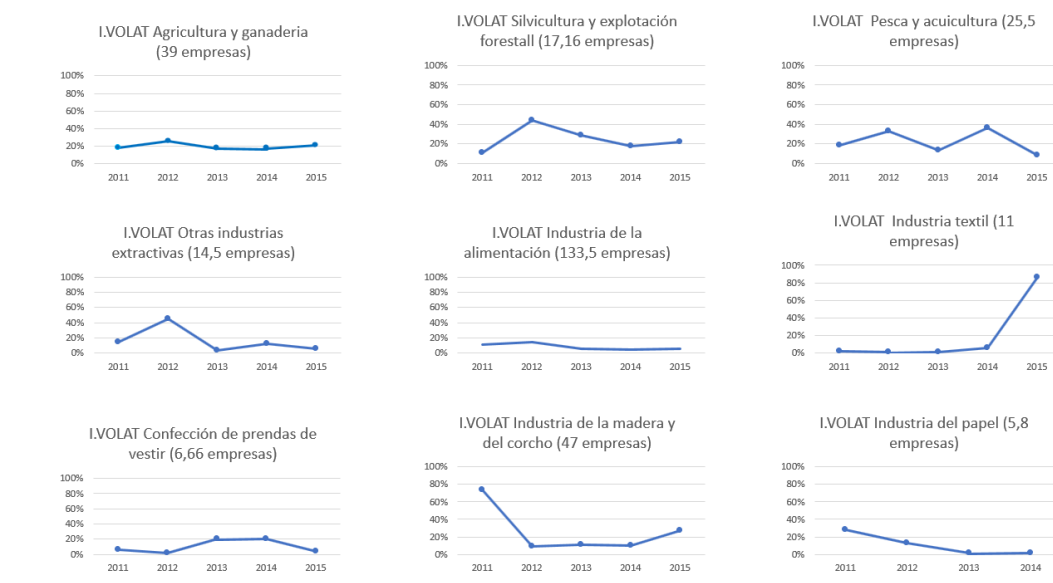 I.VOLAT Agricultura y ganaderia
(39 empresas)
100%
80%
60%
40%
20%
0%
2011 2012 2013 2014 2015
I.VOLAT Silvicultura y explotación
forestall (17,16 empresas)
100%
80%
60%
40%
20%
0%
2011 2012 2013 2014 2015
I.VOLAT Pesca y acuicultura (25,5
empresas)
100%
80%
60%
40%
20%
0%
2011 2012 2013 2014 2015
I.VOLAT Otras industrias
extractivas (14,5 empresas)
100%
80%
60%
40%
20%
0%
2011 2012 2013 2014 2015
I.VOLAT Industria de la
alimentación (133,5 empresas)
100%
80%
60%
40%
20%
0%
2011 2012 2013 2014 2015
I.VOLAT Industria textil (11
empresas)
100%
80%
60%
40%
20%
0%
2011 2012 2013 2014 2015
I.VOLAT Confección de prendas de
vestir (6,66 empresas)
100%
80%
60%
40%
20%
0%
2011 2012 2013 2014 2015
I.VOLAT Industria de la madera y
del corcho (47 empresas)
100%
80%
60%
40%
20%
0%
2011 2012 2013 2014 2015
I.VOLAT Industria del papel (5,8
empresas)
100%
80%
60%
40%
20%
0%
2011 2012 2013 2014